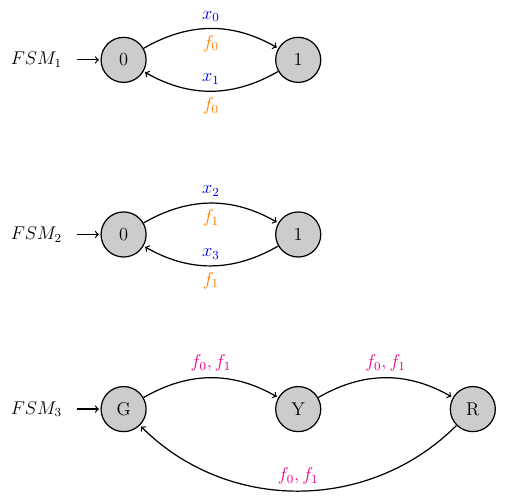 x₀
FSM₁ 0 f₀ 1
x₁
f₀
x₂
f₁
FSM₂ 0 1
x₃
f₁
f₀, f₁ f₀, f₁
FSM₃ G Y R
f₀, f₁